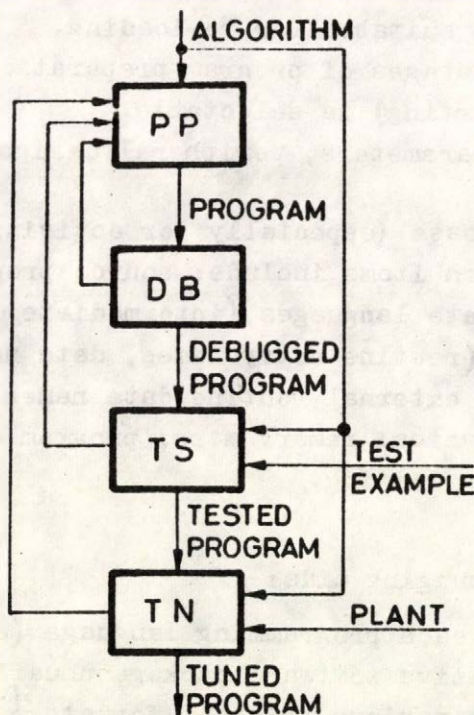 ALGORITHM
PP
PROGRAM
DB
DEBUGGED
PROGRAM
TS
TEST
EXAMPLE
TESTED
PROGRAM
TN
PLANT
TUNED
PROGRAM